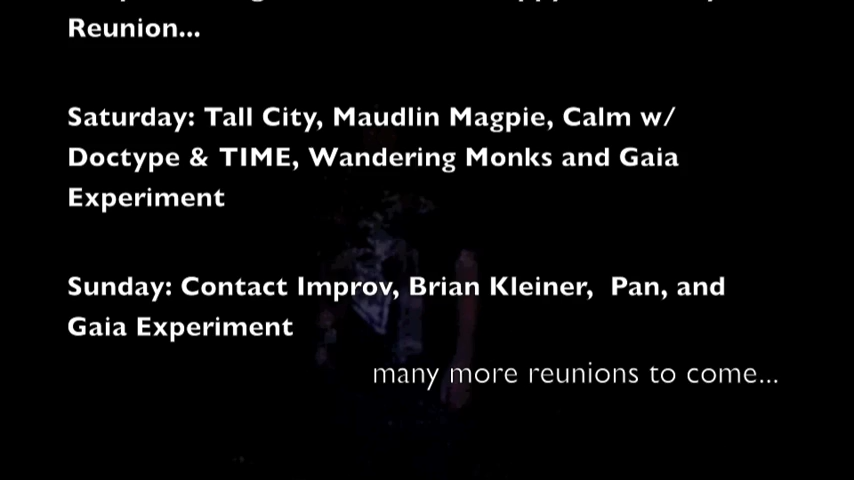 Reunion...
Saturday: Tall City, Maudlin Magpie, Calm w/
Doctype & TIME, Wandering Monks and Gaia
Experiment
Sunday: Contact Improv, Brian Kleiner,  Pan, and
Gaia Experiment
many more reunions to come...